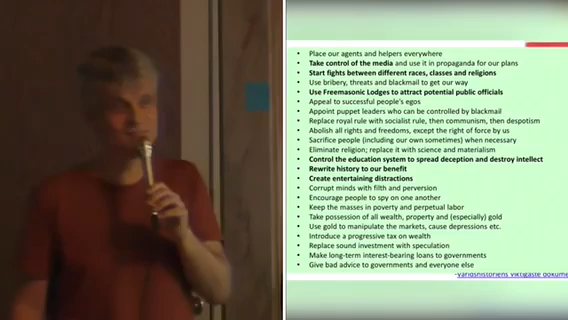 Place our agents and helpers everywhere
Take control of the media and use it in propaganda for our plans
Start fights between different races, classes and religions
Use bribery, threats and blackmail to get our way
Use Freemasonic Lodges to attract potential public officials
Appeal to successful people's egos
Appoint puppet leaders who can be controlled by blackmail
Replace royal rule with socialist rule, then communism, then despotism
Abolish all rights and freedoms, except the right of force by us
Sacrifice people (including our own sometimes) when necessary
Eliminate religion; replace it with science and materialism
Control the education system to spread deception and destroy intellect
Rewrite history to our benefit
Create entertaining distractions
Corrupt minds with filth and perversion
Encourage people to spy on one another
Keep the masses in poverty and perpetual labor
Take possession of all wealth, property and (especially) gold
Use gold to manipulate the markets, cause depressions etc.
Introduce a progressive tax on wealth
Replace sound investment with speculation
Make long-term interest-bearing loans to governments
Give bad advice to governments and everyone else
-Världshistoriens viktigaste dokume